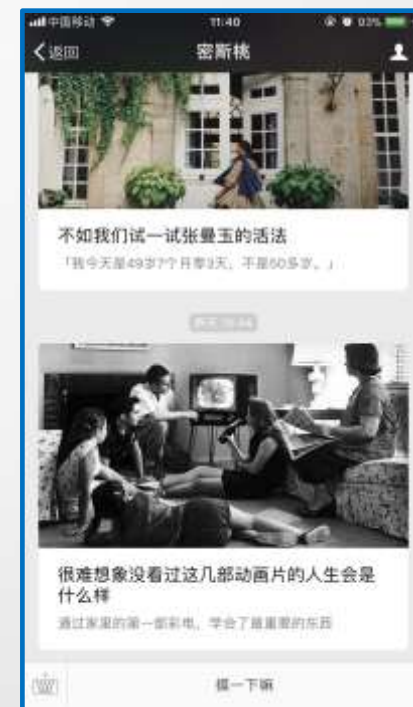 中国移动
11:40
93%
返回
密斯桃
不如我们试一试张曼玉的活法
「我今天是49岁7个月零3天，不是50多岁。」
很难想象没看过这几部动画片的人生会是
什么样
通过家里的第一部彩电，学会了最重要的东西
摸一下嘛